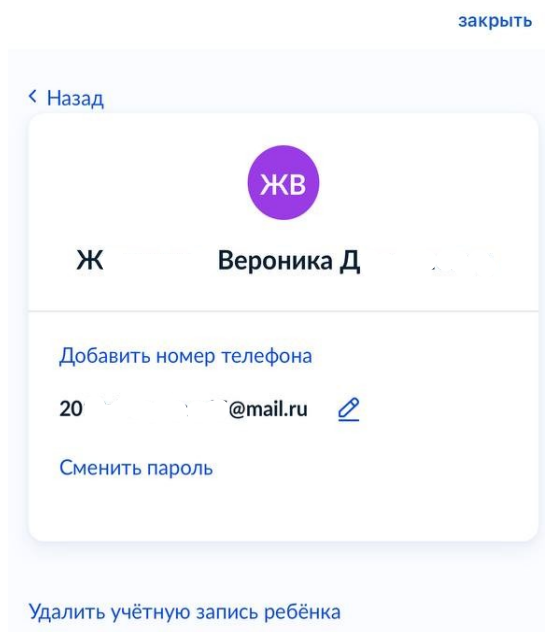 закрыть
Назад
ЖВ
Ж Вероника Д
Добавить номер телефона
20 @mail.ru
Сменить пароль
Удалить учётную запись ребёнка